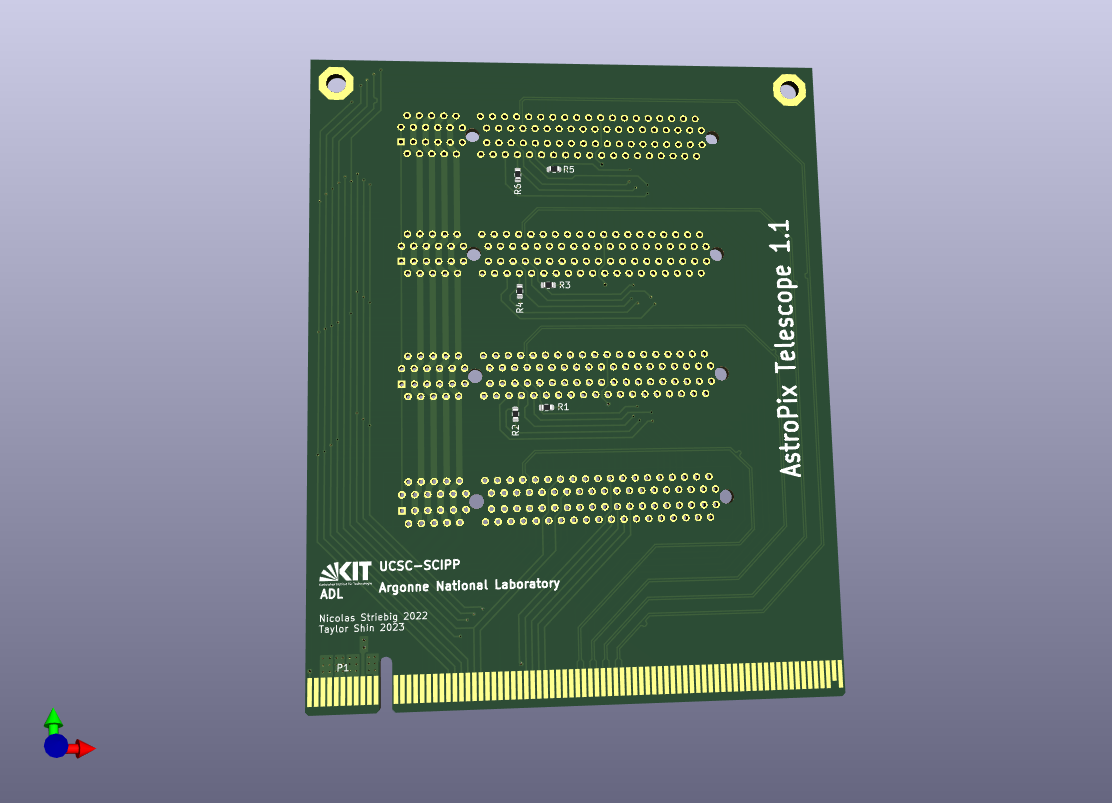 R5
R6
R3
R4
R1
R2
AstroPix Telescope 1.1
KIT
ADL
UCSC-SCIPP
Argonne National Laboratory
Nicolas Striebig 2022
Taylor Shin 2023
P1